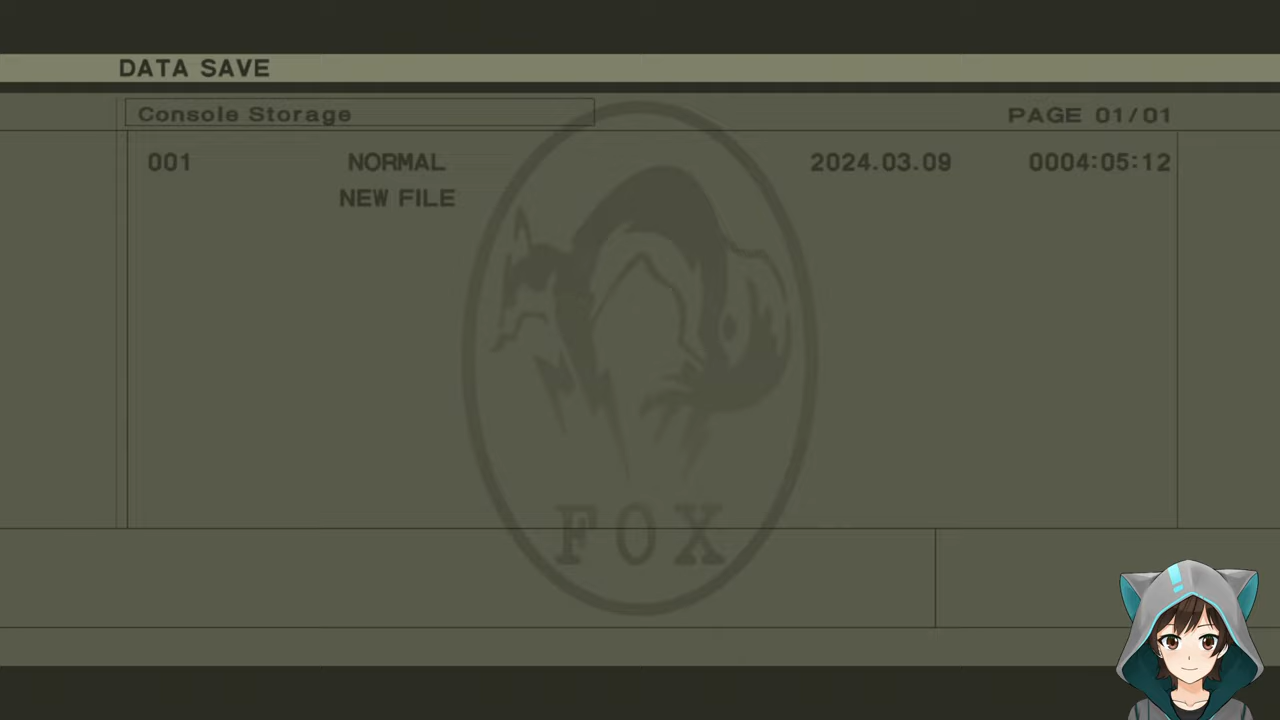 DATA SAVE
Console Storage PAGE 01/01
001 NORMAL 2024.03.09 0004:05:12
NEW FILE
FOX